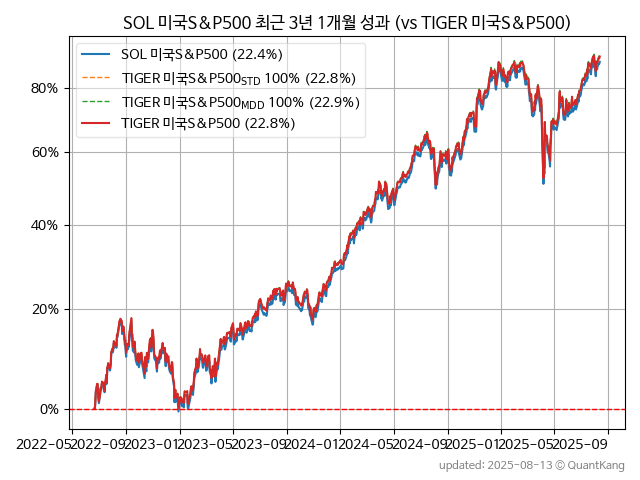 SOL 미국S&P500 최근 3년 1개월 성과 (vs TIGER 미국S&P500)
SOL 미국S&P500 (22.4%)
TIGER 미국S&P500STD 100% (22.8%)
TIGER 미국S&P500MDD 100% (22.9%)
TIGER 미국S&P500 (22.8%)
80%
60%
40%
20%
0%
2022-05 2022-09 2023-01 2023-05 2023-09 2024-01 2024-05 2024-09 2025-01 2025-05 2025-09
updated: 2025-08-13 © QuantKang